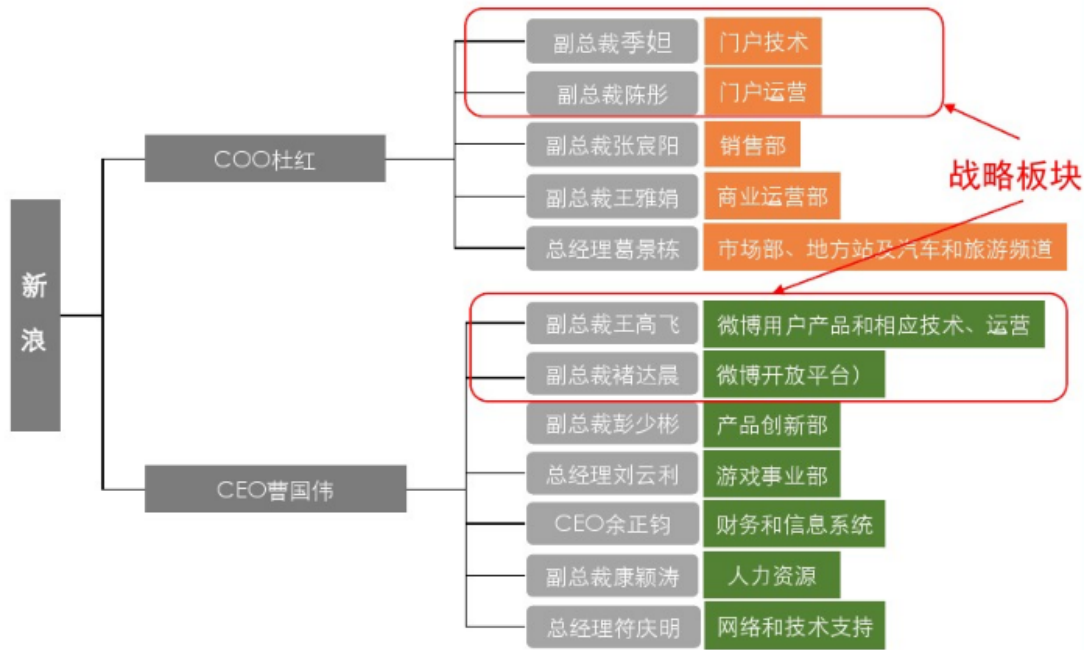 新
浪
COO杜红
副总裁季妲 门户技术
副总裁陈彤 门户运营
副总裁张宸阳 销售部
副总裁王雅娟 商业运营部
总经理葛景栋 市场部、地方站及汽车和旅游频道
战略板块
CEO曹国伟
副总裁王高飞 微博用户产品和相应技术、运营
副总裁褚达晨 微博开放平台）
副总裁彭少彬 产品创新部
总经理刘云利 游戏事业部
CEO余正钧 财务和信息系统
副总裁康颖涛 人力资源
总经理符庆明 网络和技术支持